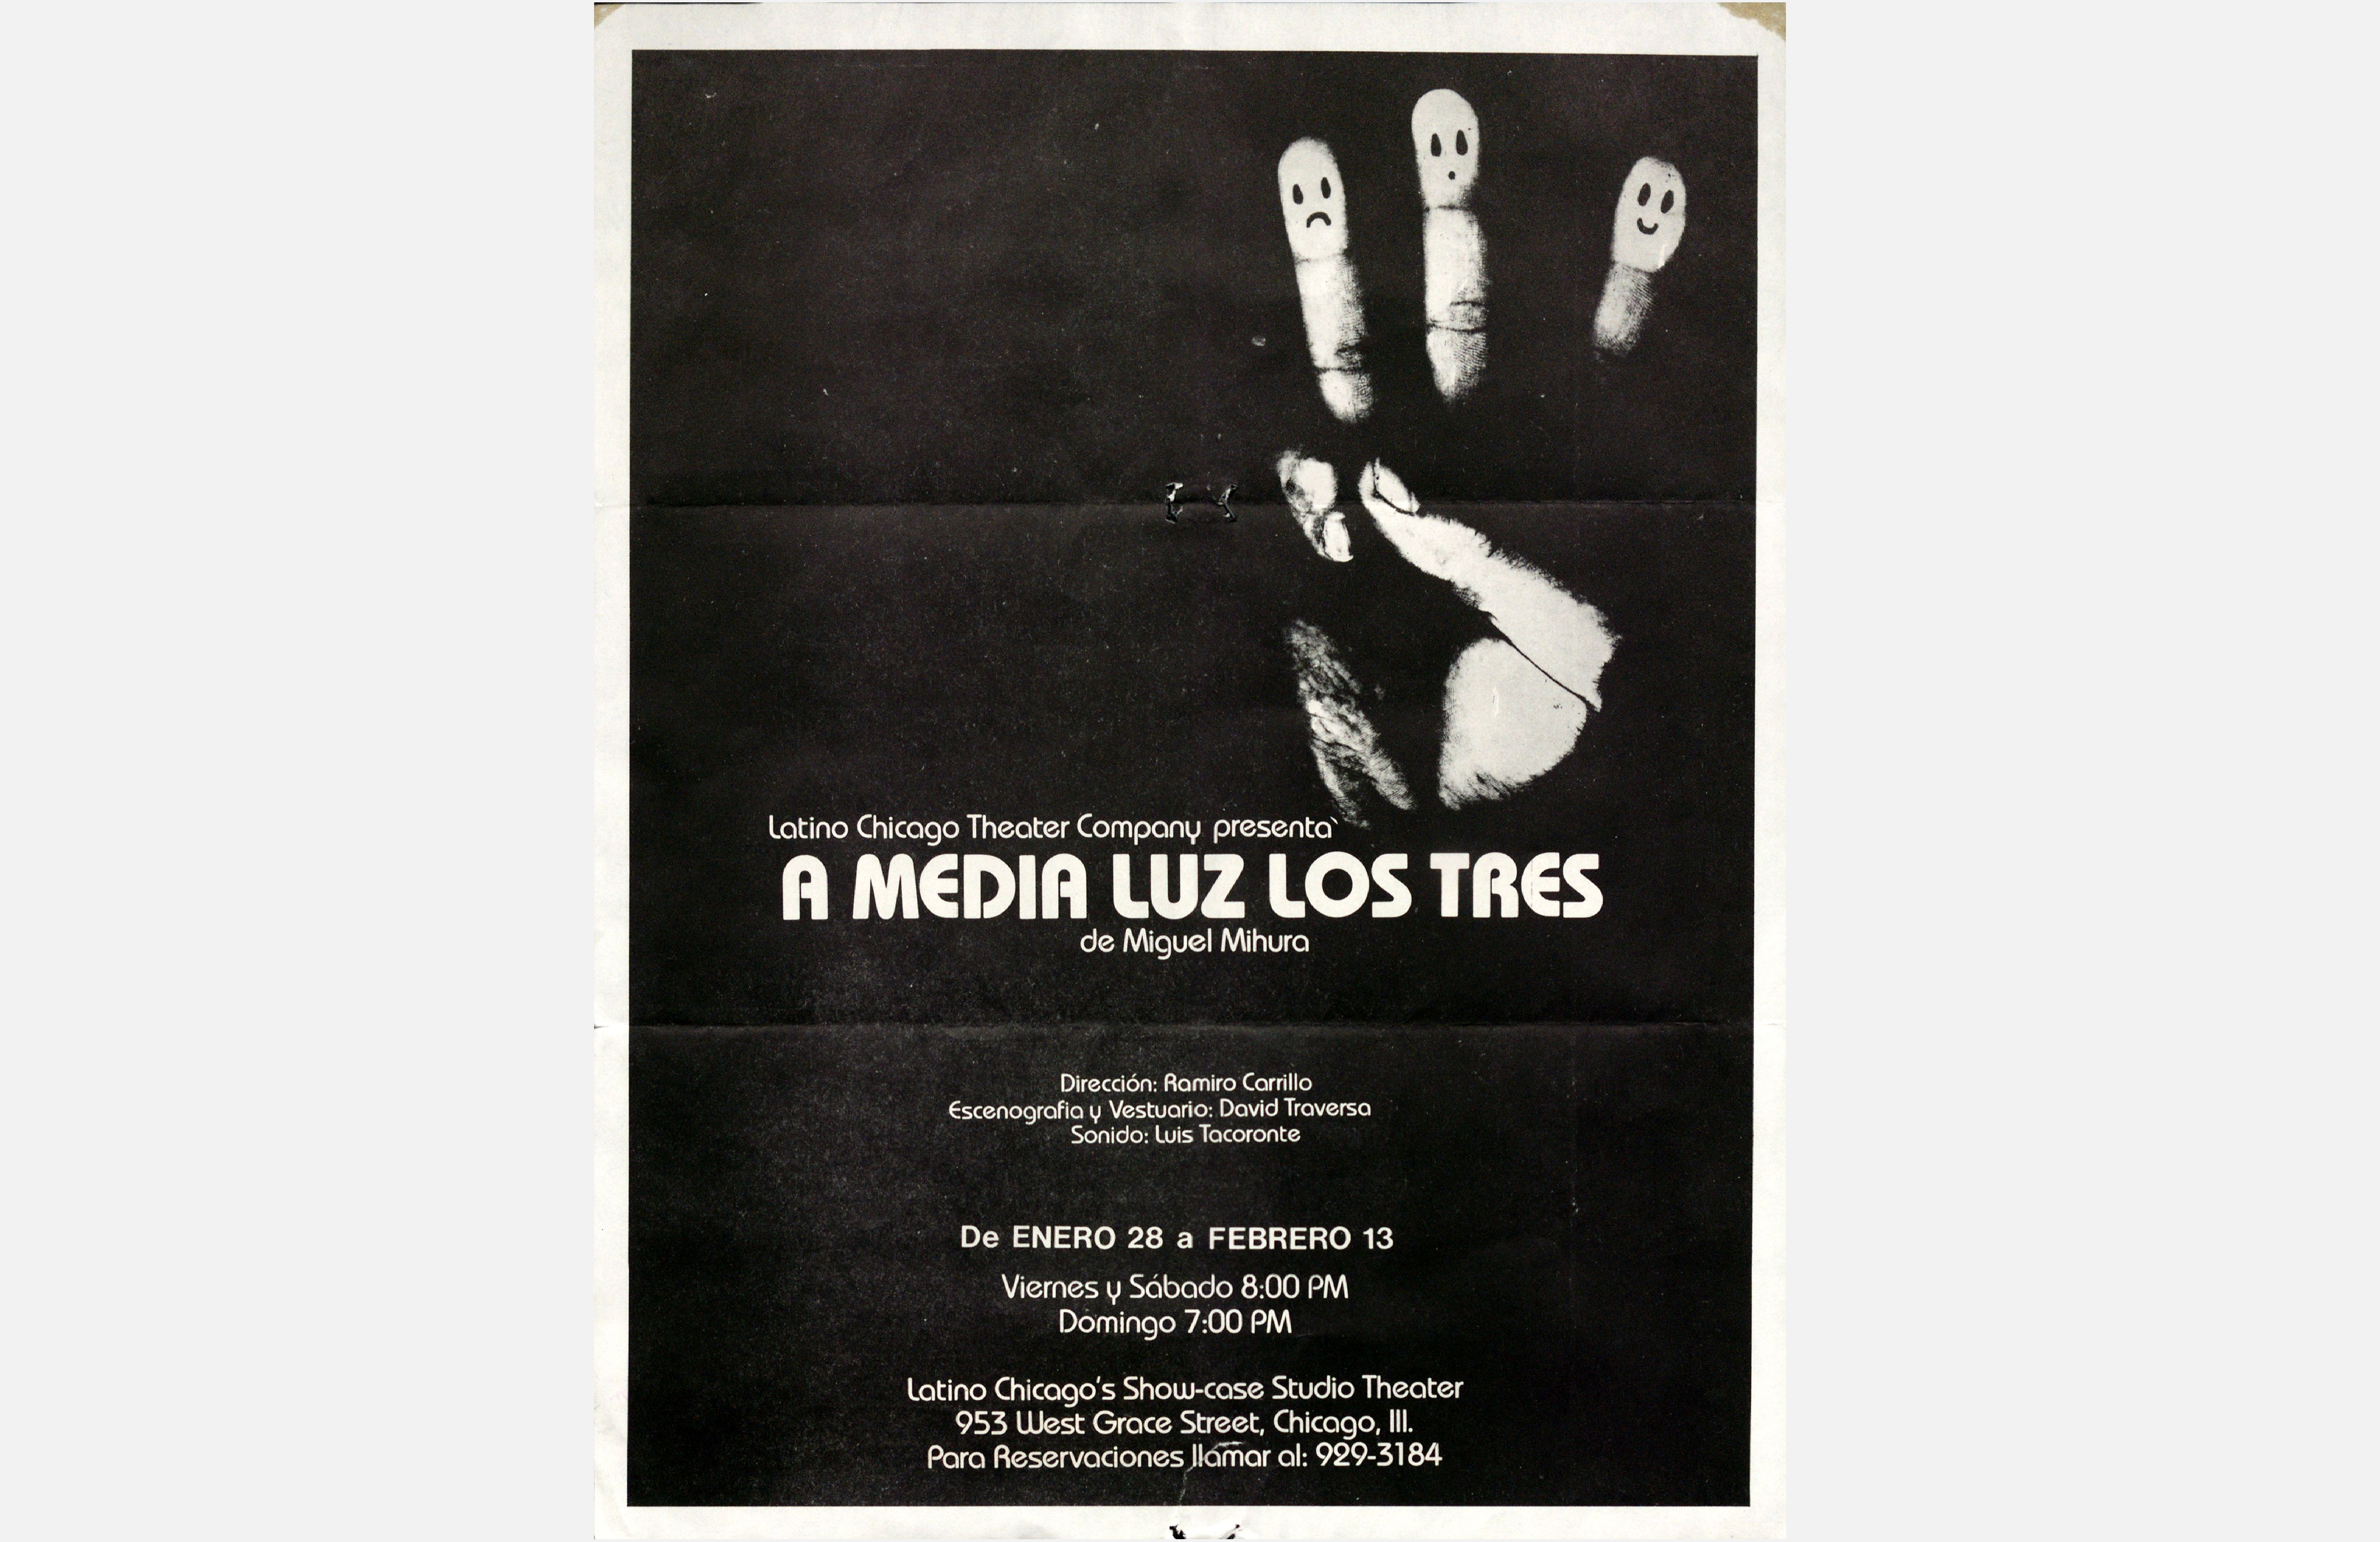 Latino Chicago Theater Company presenta`
A MEDIA LUZ LOS TRES
de Miguel Mihura
Dirección: Ramiro Carrillo
Escenografia y Vestuario: David Traversa
Sonido: Luis Tacoronte
De ENERO 28 a FEBRERO 13
Viernes y Sábado 8:00 PM
Domingo 7:00 PM
Latino Chicago's Show-case Studio Theater
953 West Grace Street, Chicago, Ill.
Para Reservaciones llamar al: 929-3184